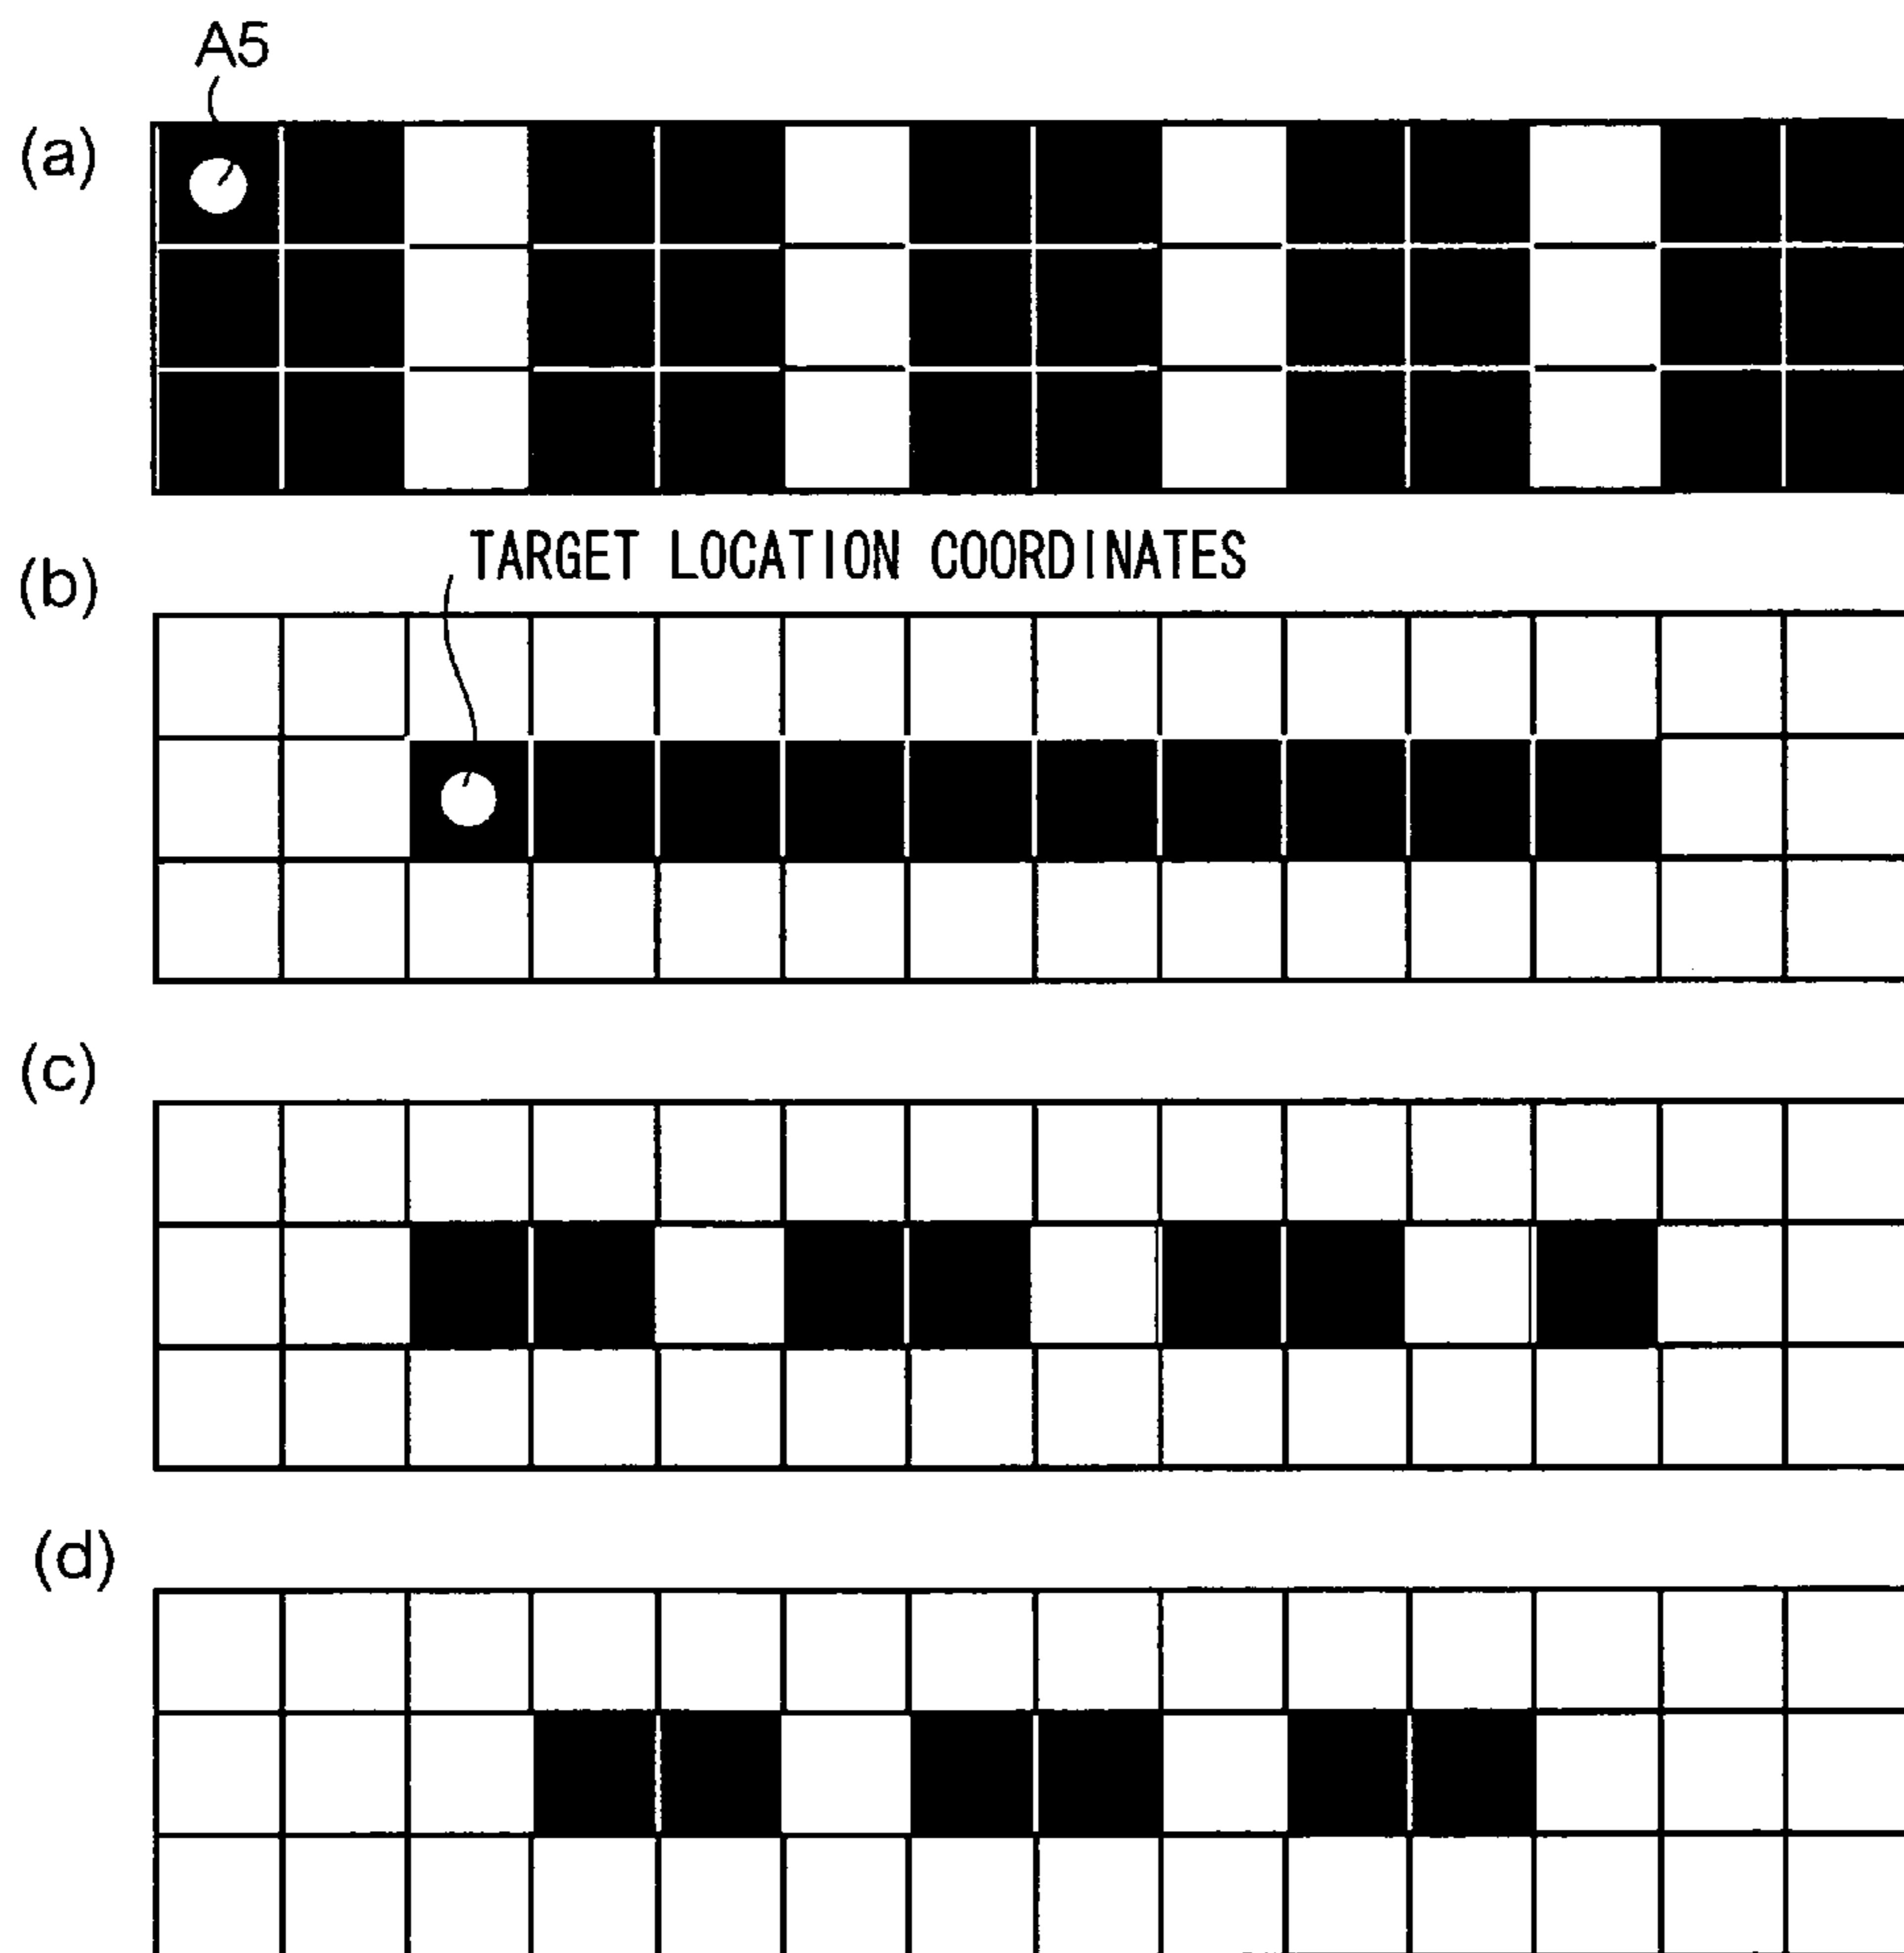 A5
(a)
TARGET LOCATION COORDINATES
(b)
(c)
(d)